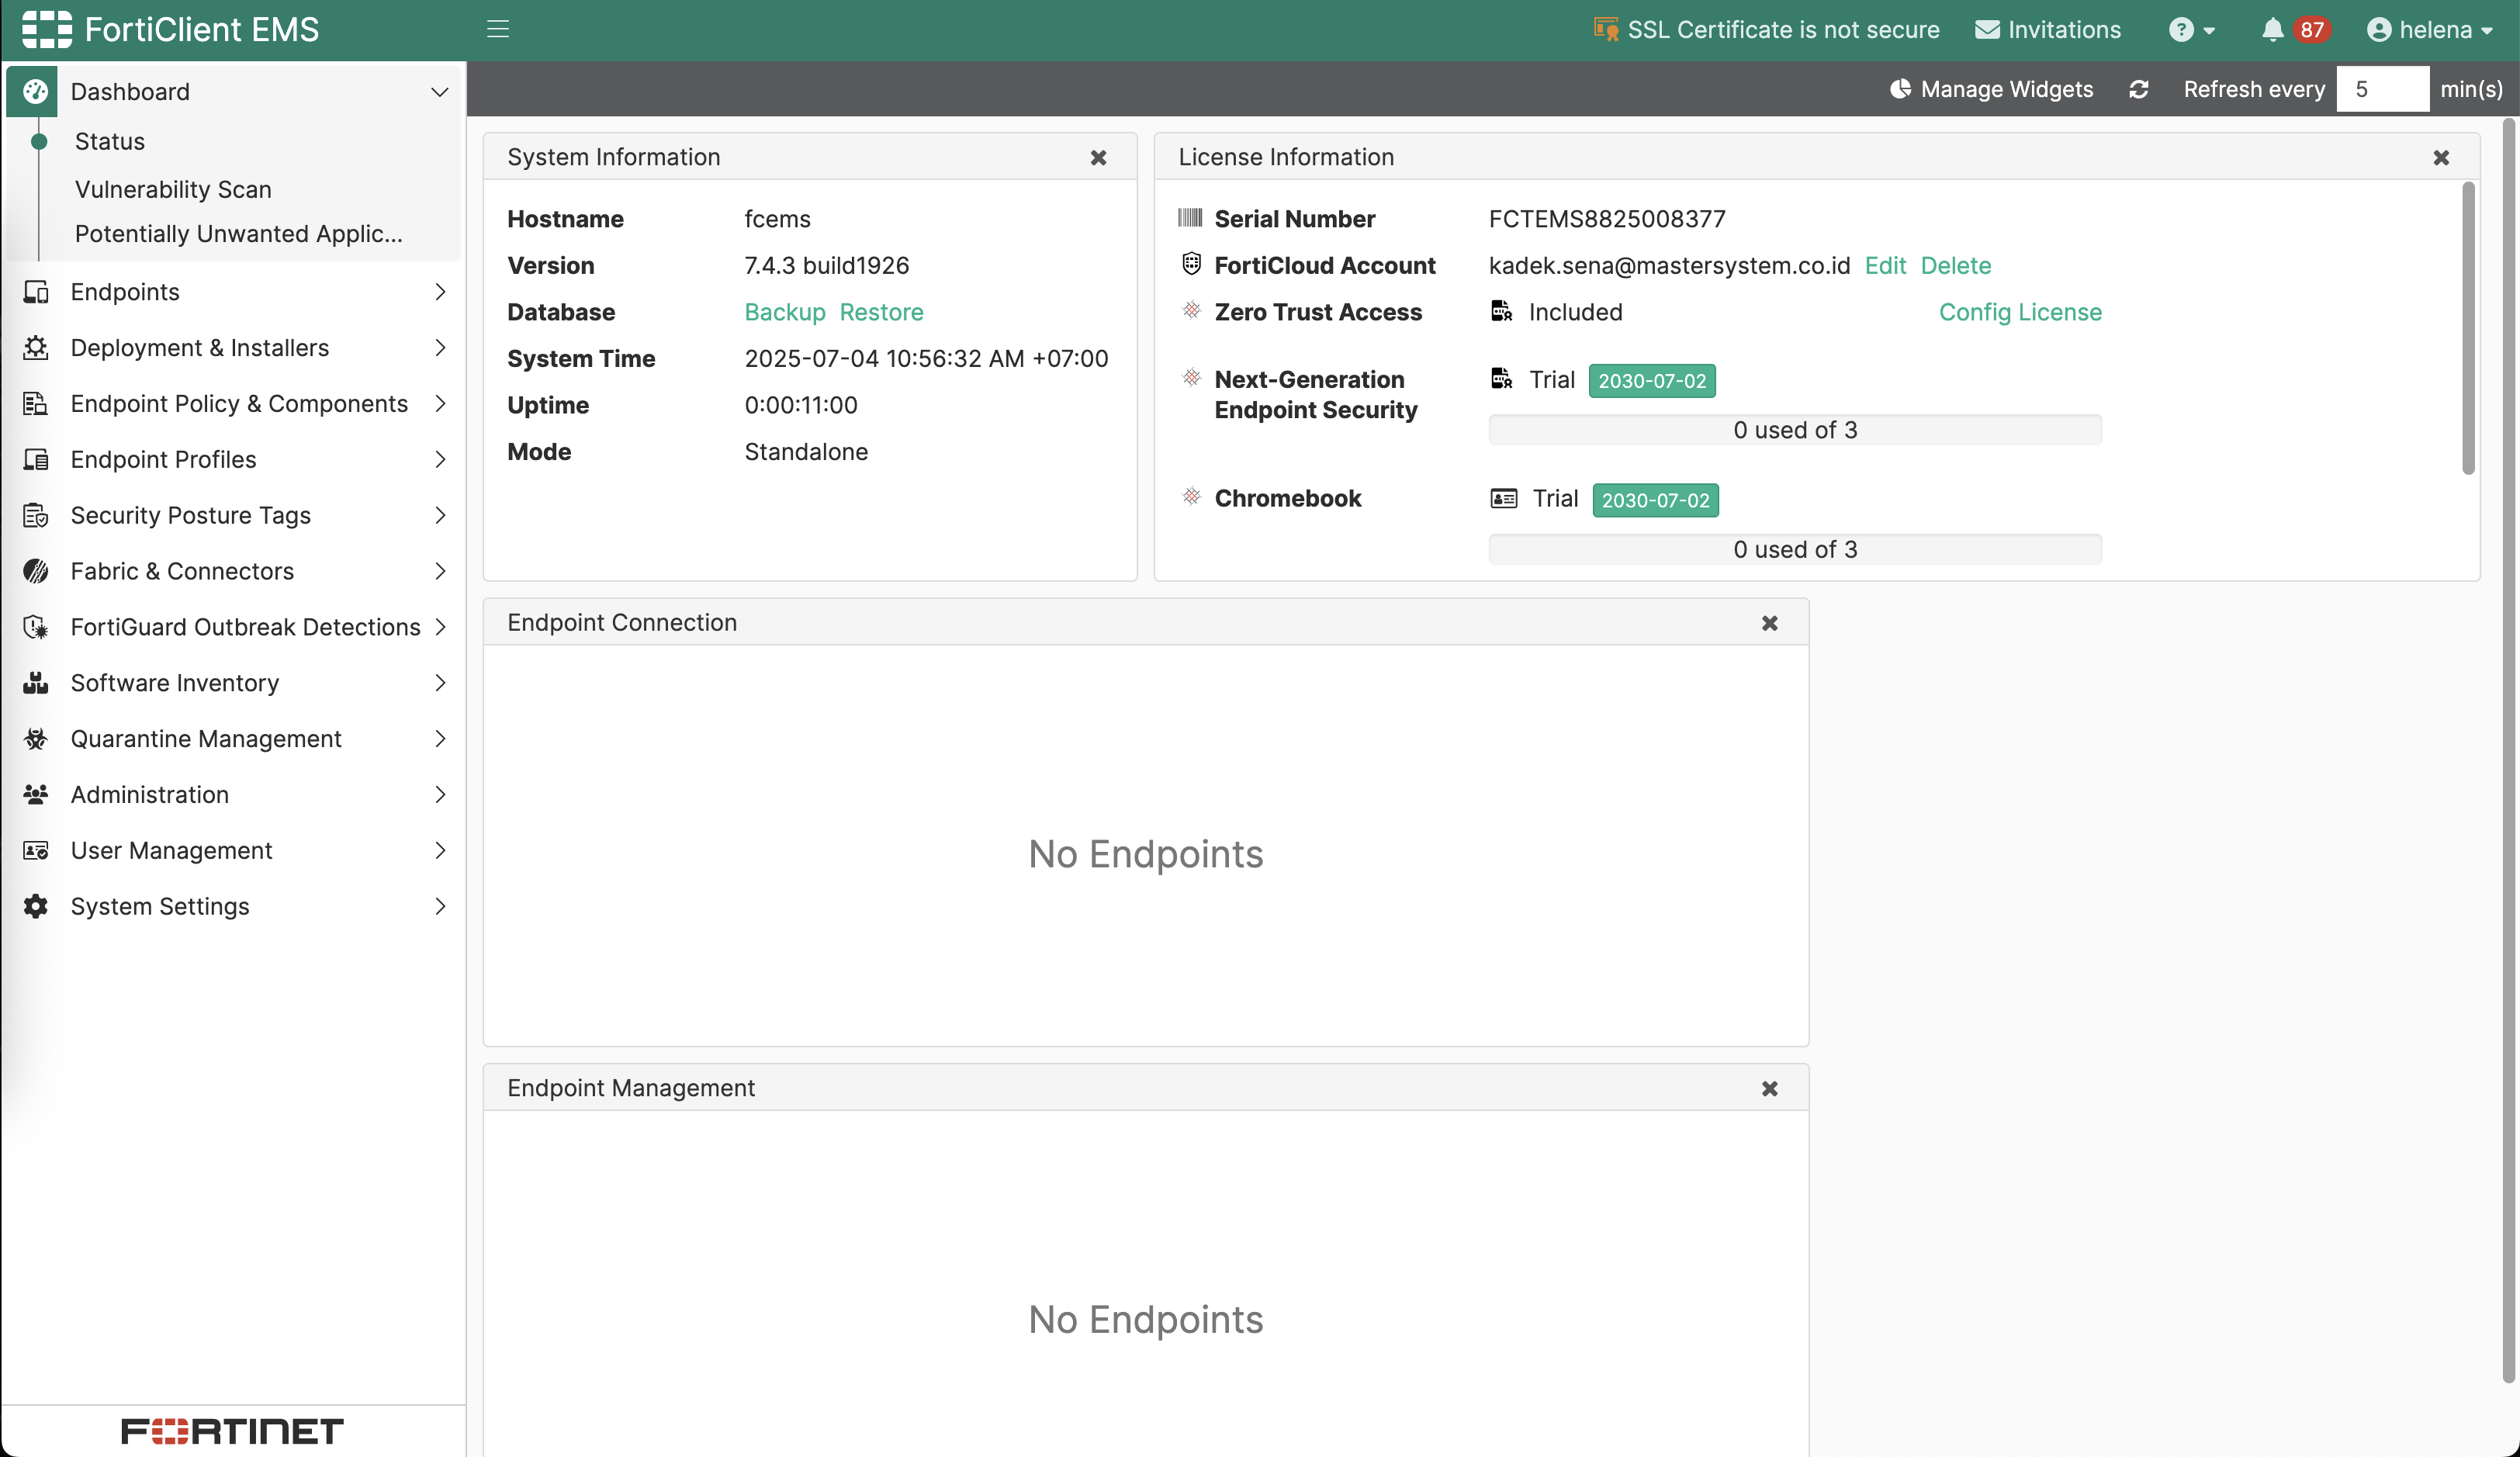 FortiClient EMS
SSL Certificate is not secure
Invitations
87
helena
Manage Widgets
Refresh every 5 min(s)
Dashboard
Status
Vulnerability Scan
Potentially Unwanted Applic...
Endpoints
Deployment & Installers
Endpoint Policy & Components
Endpoint Profiles
Security Posture Tags
Fabric & Connectors
FortiGuard Outbreak Detections
Software Inventory
Quarantine Management
Administration
User Management
System Settings
FORTINET
System Information
Hostname fcems
Version 7.4.3 build1926
Database Backup Restore
System Time 2025-07-04 10:56:32 AM +07:00
Uptime 0:00:11:00
Mode Standalone
License Information
Serial Number FCTEMS8825008377
FortiCloud Account kadek.sena@mastersystem.co.id Edit Delete
Zero Trust Access Included Config License
Next-Generation Trial 2030-07-02
Endpoint Security
0 used of 3
Chromebook Trial 2030-07-02
0 used of 3
Endpoint Connection
No Endpoints
Endpoint Management
No Endpoints